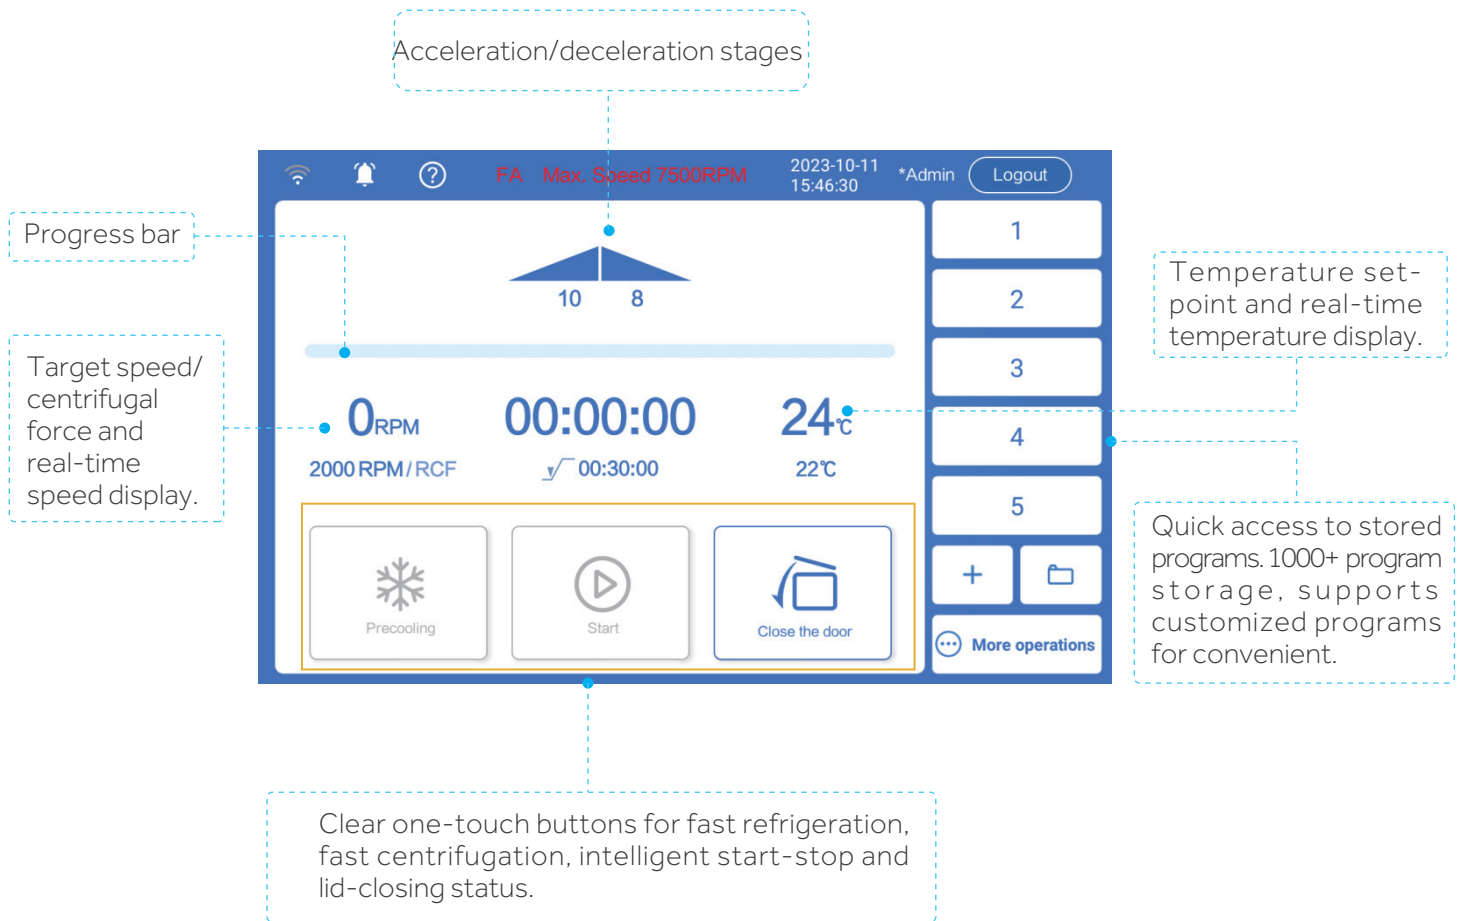 Acceleration/deceleration stages
FA Max. Speed 7500RPM
2023-10-11
15:46:30
*Admin
Logout
Progress bar
10 8
1
2
3
4
5
Temperature set-
point and real-time
temperature display.
Target speed/
centrifugal
force and
real-time
speed display.
0RPM
00:00:00
24℃
2000 RPM/RCF
00:30:00
22℃
Precooling
Start
Close the door
+
More operations
Quick access to stored
programs. 1000+ program
storage, supports
customized programs
for convenient.
Clear one-touch buttons for fast refrigeration,
fast centrifugation, intelligent start-stop and
lid-closing status.